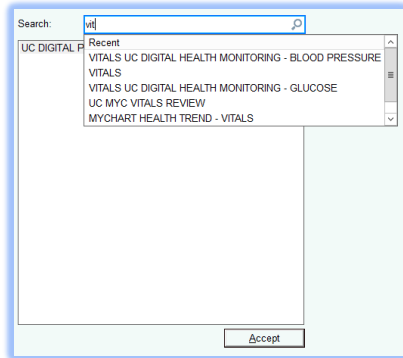 Search: vit
Recent
UC DIGITAL P
VITALS UC DIGITAL HEALTH MONITORING - BLOOD PRESSURE
VITALS
VITALS UC DIGITAL HEALTH MONITORING - GLUCOSE
UC MYC VITALS REVIEW
MYCHART HEALTH TREND - VITALS
Accept